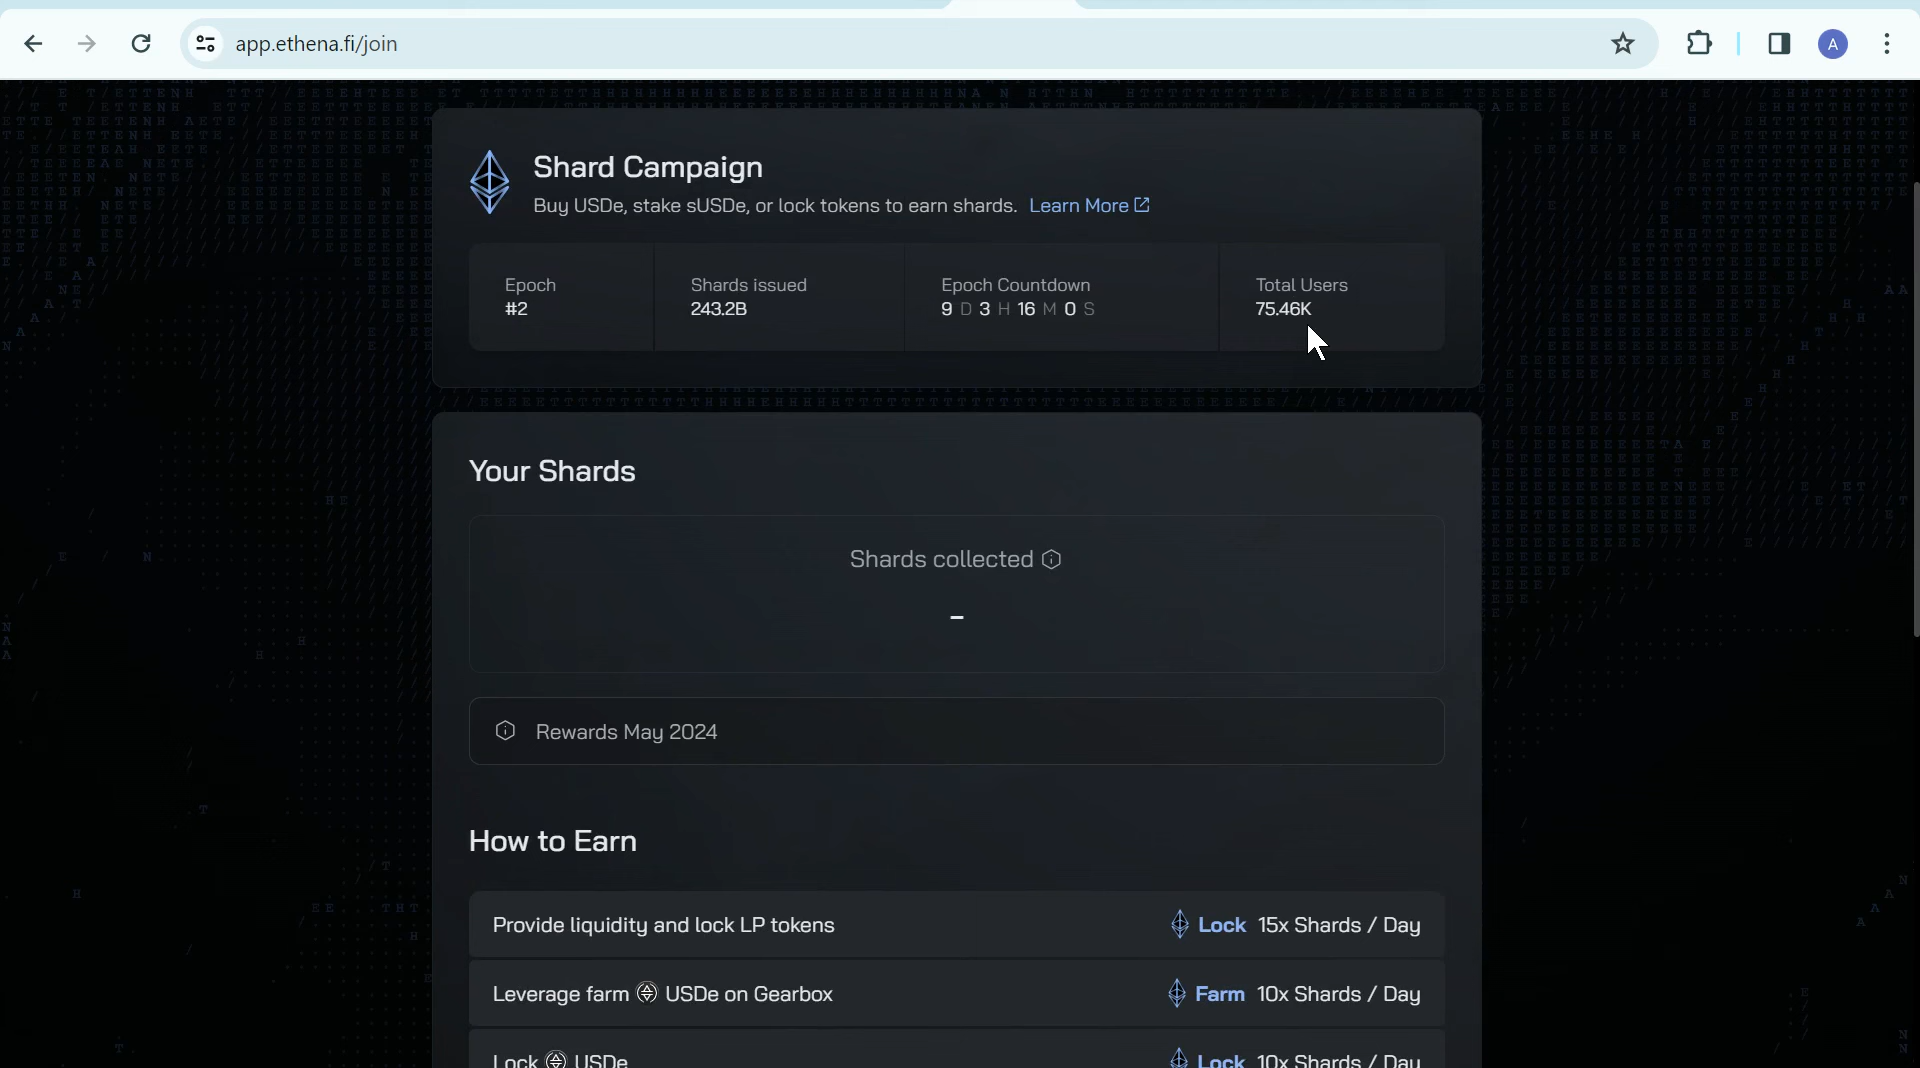 app.ethena.fi/join
A
Shard Campaign
Buy USDe, stake sUSDe, or lock tokens to earn shards. Learn More
Epoch
#2
Shards issued
243.2B
Epoch Countdown
9 D 3 H 16 M 0 S
Total Users
75.46K
Your Shards
Shards collected
–
Rewards May 2024
How to Earn
Provide liquidity and lock LP tokens Lock 15x Shards / Day
Leverage farm USDe on Gearbox Farm 10x Shards / Day
Lock USDe Lock 10x Shards / Day